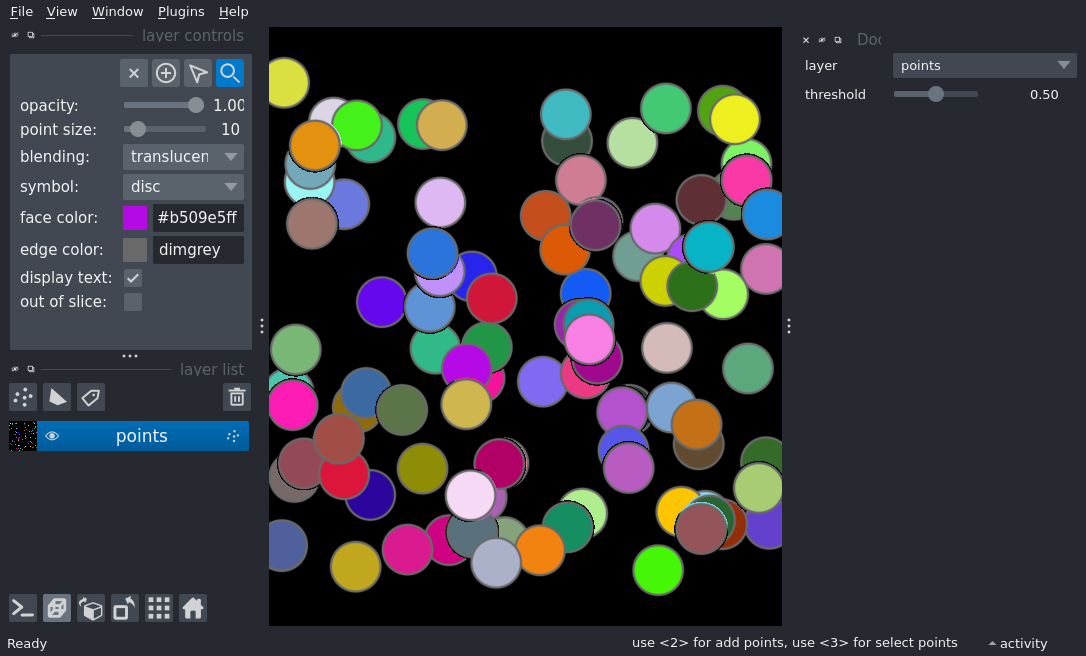 File View Window Plugins Help
layer controls
opacity: 1.00
point size: 10
blending: translucen
symbol: disc
face color: #b509e5ff
edge color: dimgrey
display text:
out of slice:
layer list
points
Doc
layer points
threshold 0.50
Ready
use <2> for add points, use <3> for select points
activity